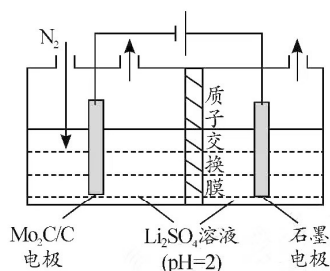 N₂
质
子
交
换
膜
Mo₂C/C
电极
Li₂SO₄溶液
(pH=2)
石墨
电极